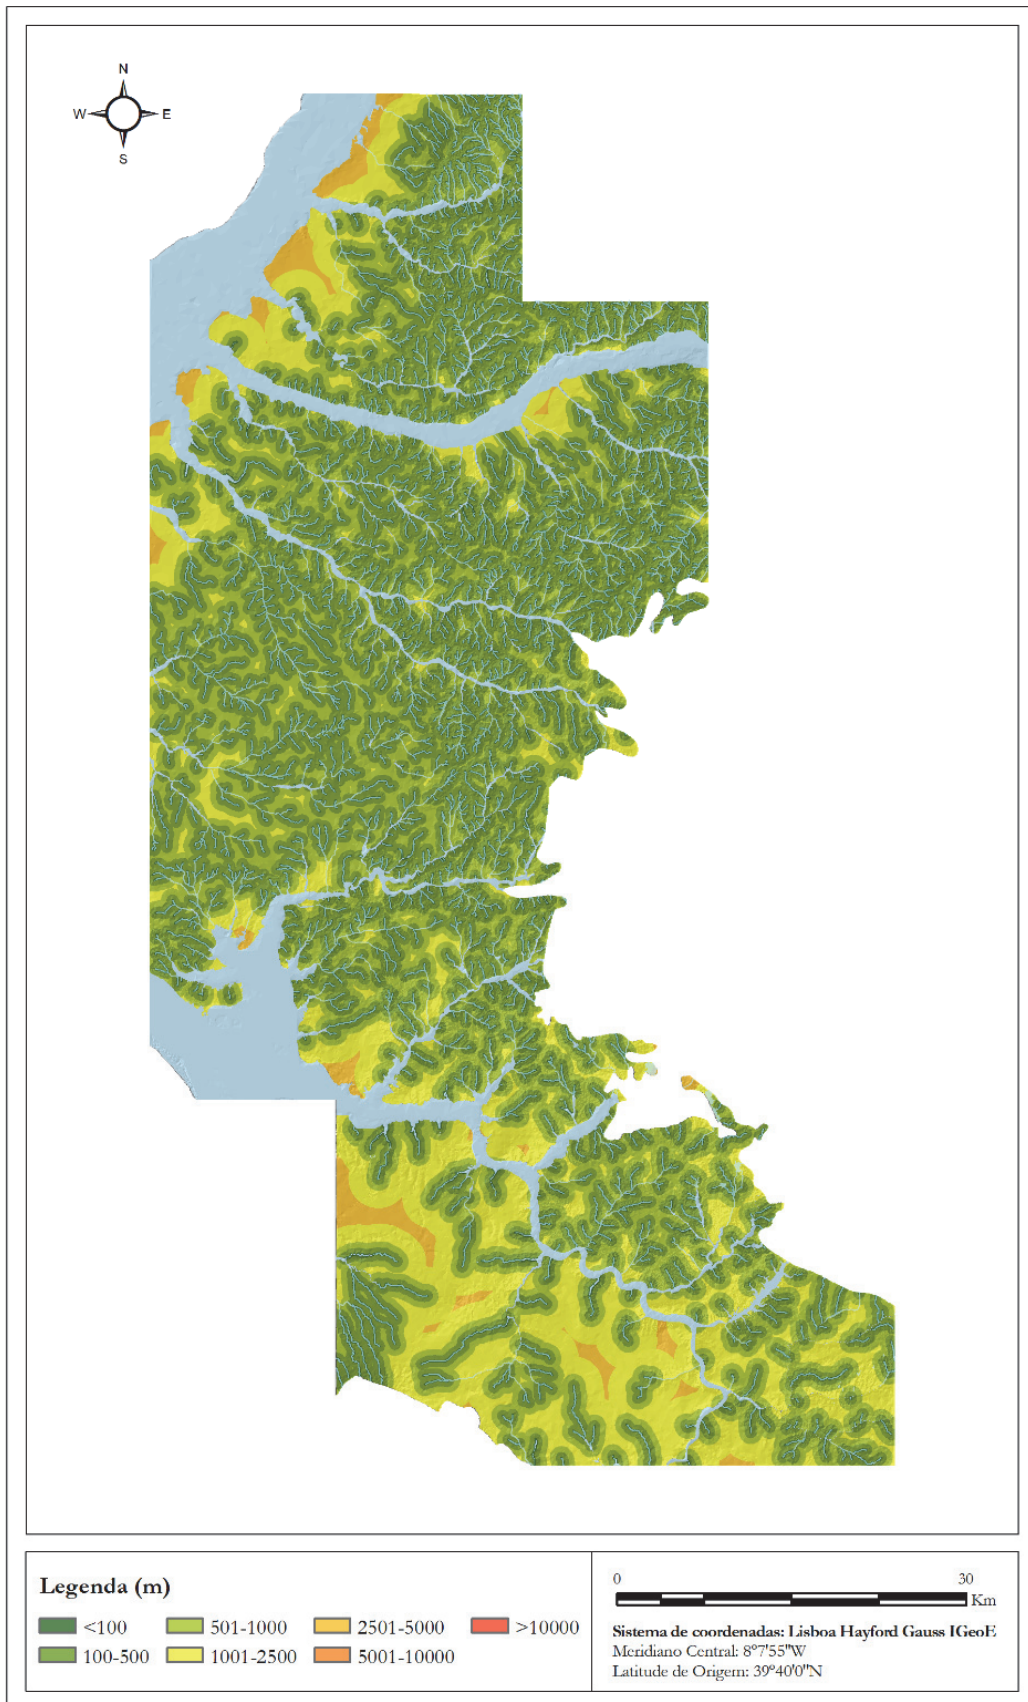 N
W E
S
Legenda (m)
<100 501-1000 2501-5000 >10000
100-500 1001-2500 5001-10000
0 30
Km
Sistema de coordenadas: Lisboa Hayford Gauss IGeoE
Meridiano Central: 8°7'55"W
Latitude de Origem: 39°40'0"N